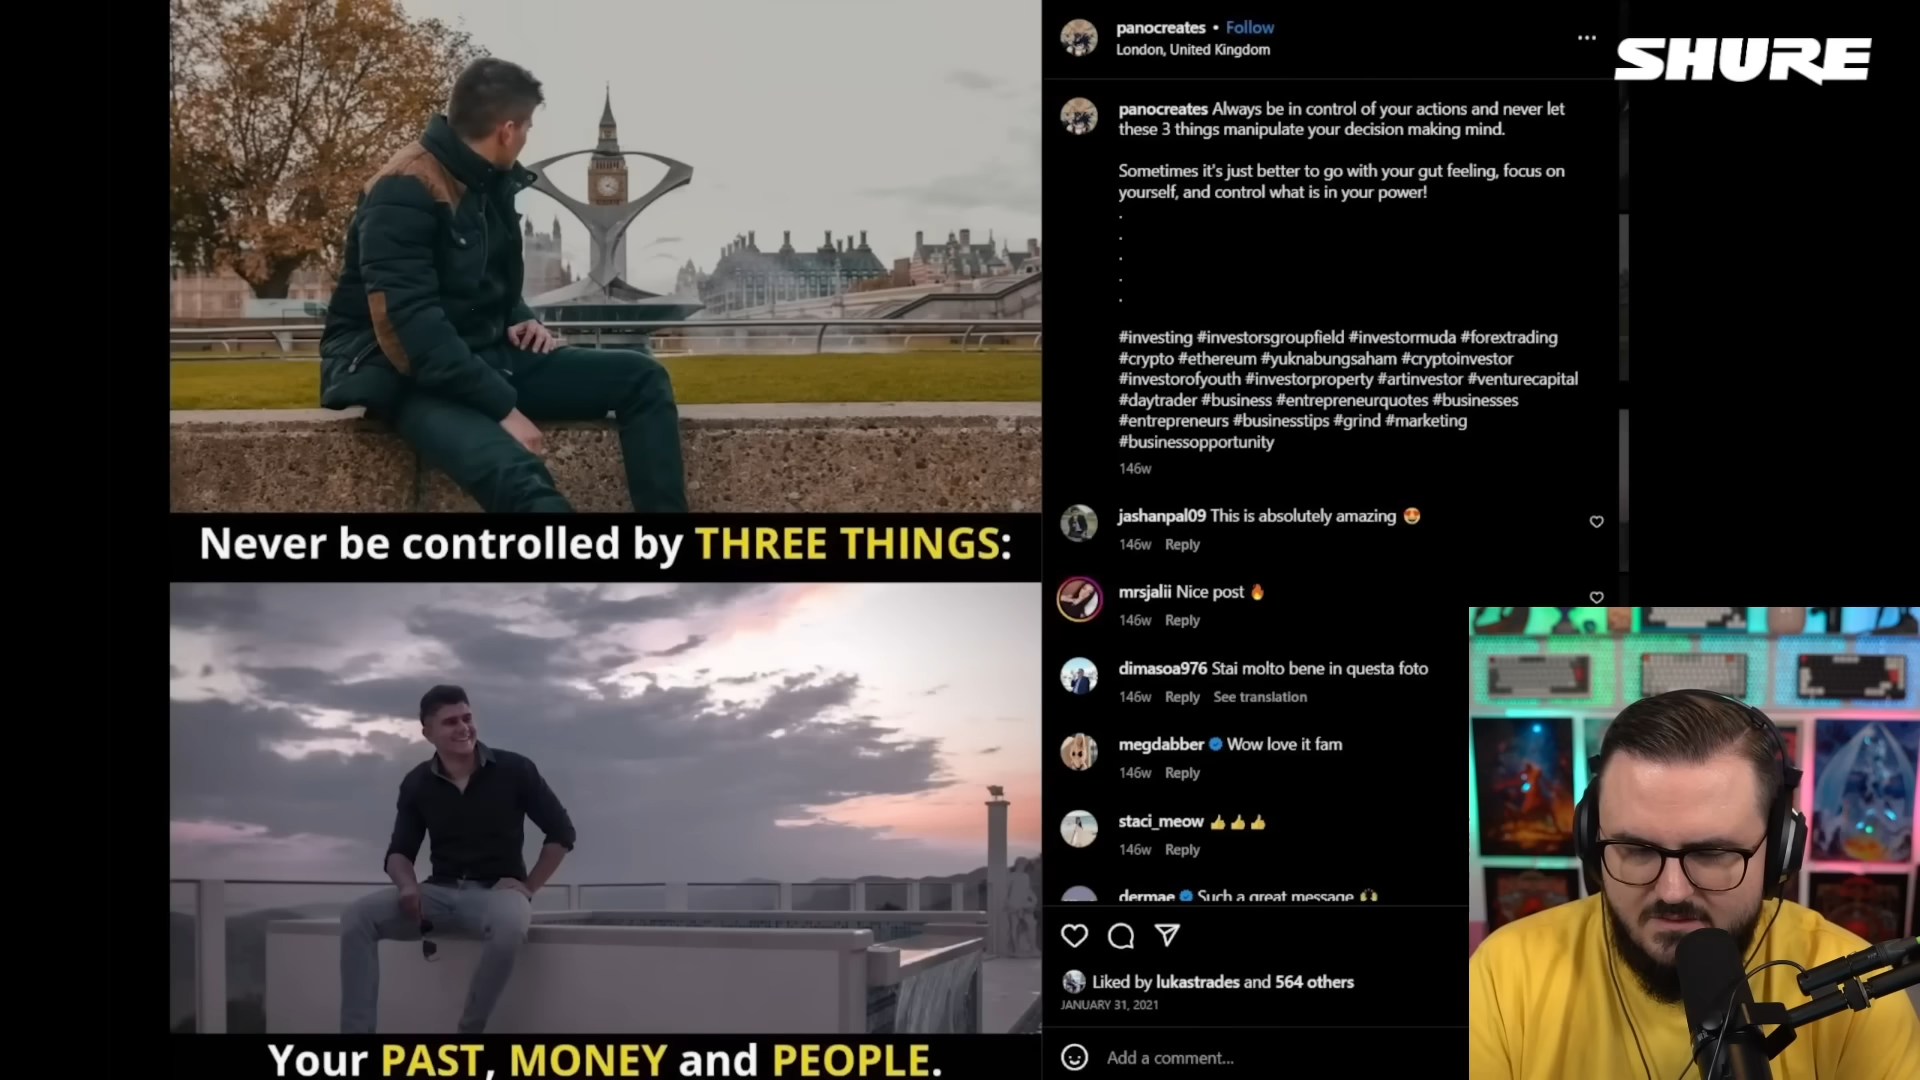 Never be controlled by THREE THINGS:
Your PAST, MONEY and PEOPLE.
panocreates • Follow
London, United Kingdom
SHURE
panocreates Always be in control of your actions and never let
these 3 things manipulate your decision making mind.
Sometimes it's just better to go with your gut feeling, focus on
yourself, and control what is in your power!
.
.
.
.
.
#investing #investorsgroupfield #investormuda #forextrading
#crypto #ethereum #yuknabungsaham #cryptoinvestor
#investorofyouth #investorproperty #artinvestor #venturecapital
#daytrader #business #entrepreneurquotes #businesses
#entrepreneurs #businesstips #grind #marketing
#businessopportunity
146w
jashanpal09 This is absolutely amazing 😍
146w Reply
mrsjalii Nice post 🔥
146w Reply
dimasoa976 Stai molto bene in questa foto
146w Reply See translation
megdabber Wow love it fam
146w Reply
staci_meow 👍👍👍
146w Reply
dermae Such a great message 🙌
Liked by lukastrades and 564 others
JANUARY 31, 2021
Add a comment...